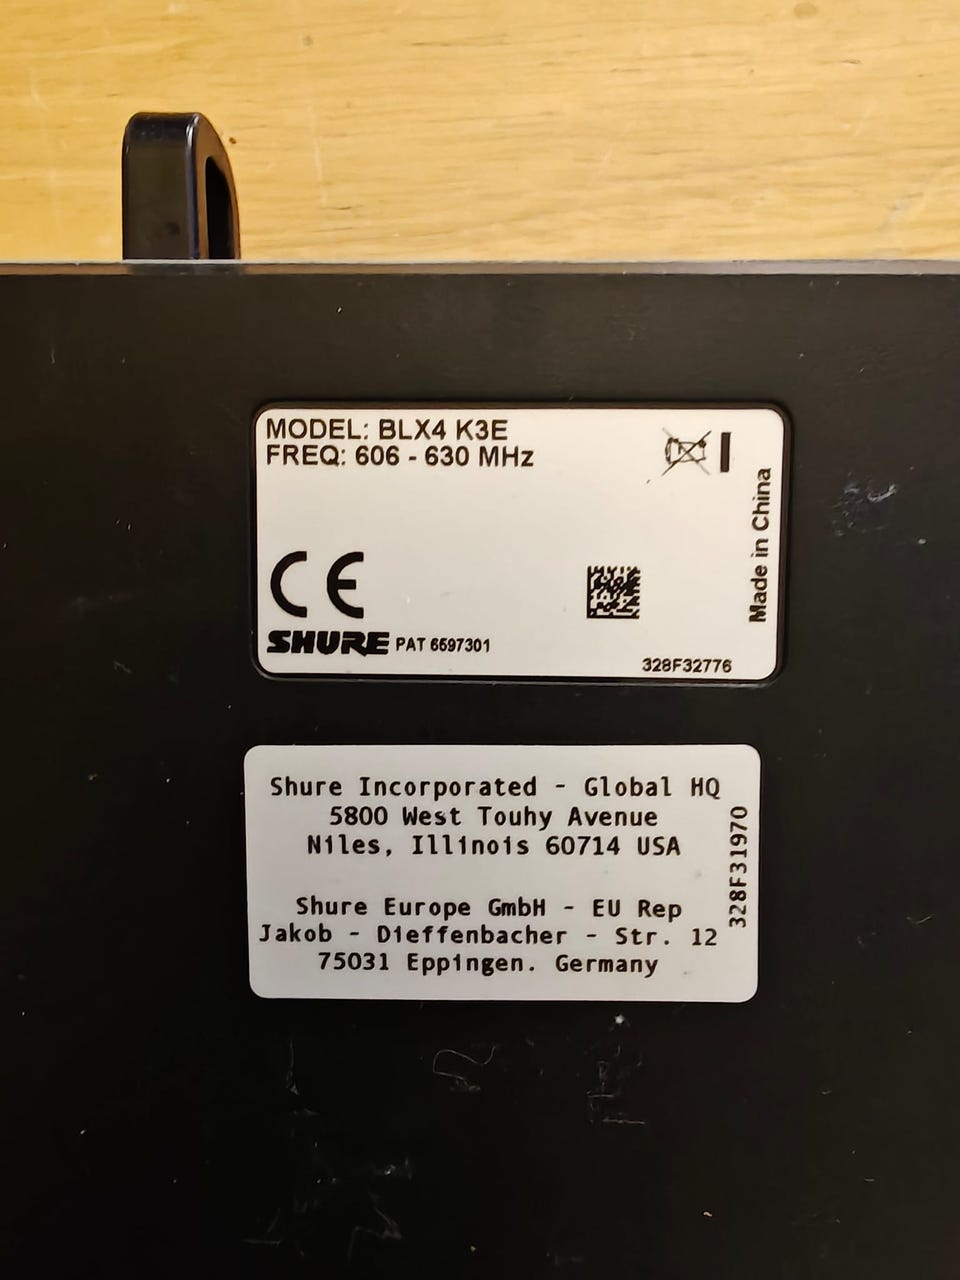 MODEL: BLX4 K3E
FREQ: 606 - 630 MHz
Made in China
CE
SHURE PAT 6597301
328F32776
Shure Incorporated - Global HQ
5800 West Touhy Avenue
Niles, Illinois 60714 USA
328F31970
Shure Europe GmbH - EU Rep
Jakob - Dieffenbacher - Str. 12
75031 Eppingen. Germany